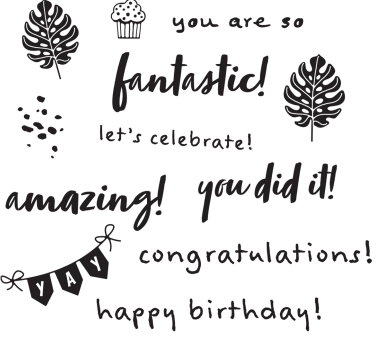 you are so
fantastic!
let's celebrate!
amazing!
you did it!
YAY
congratulations!
happy birthday!